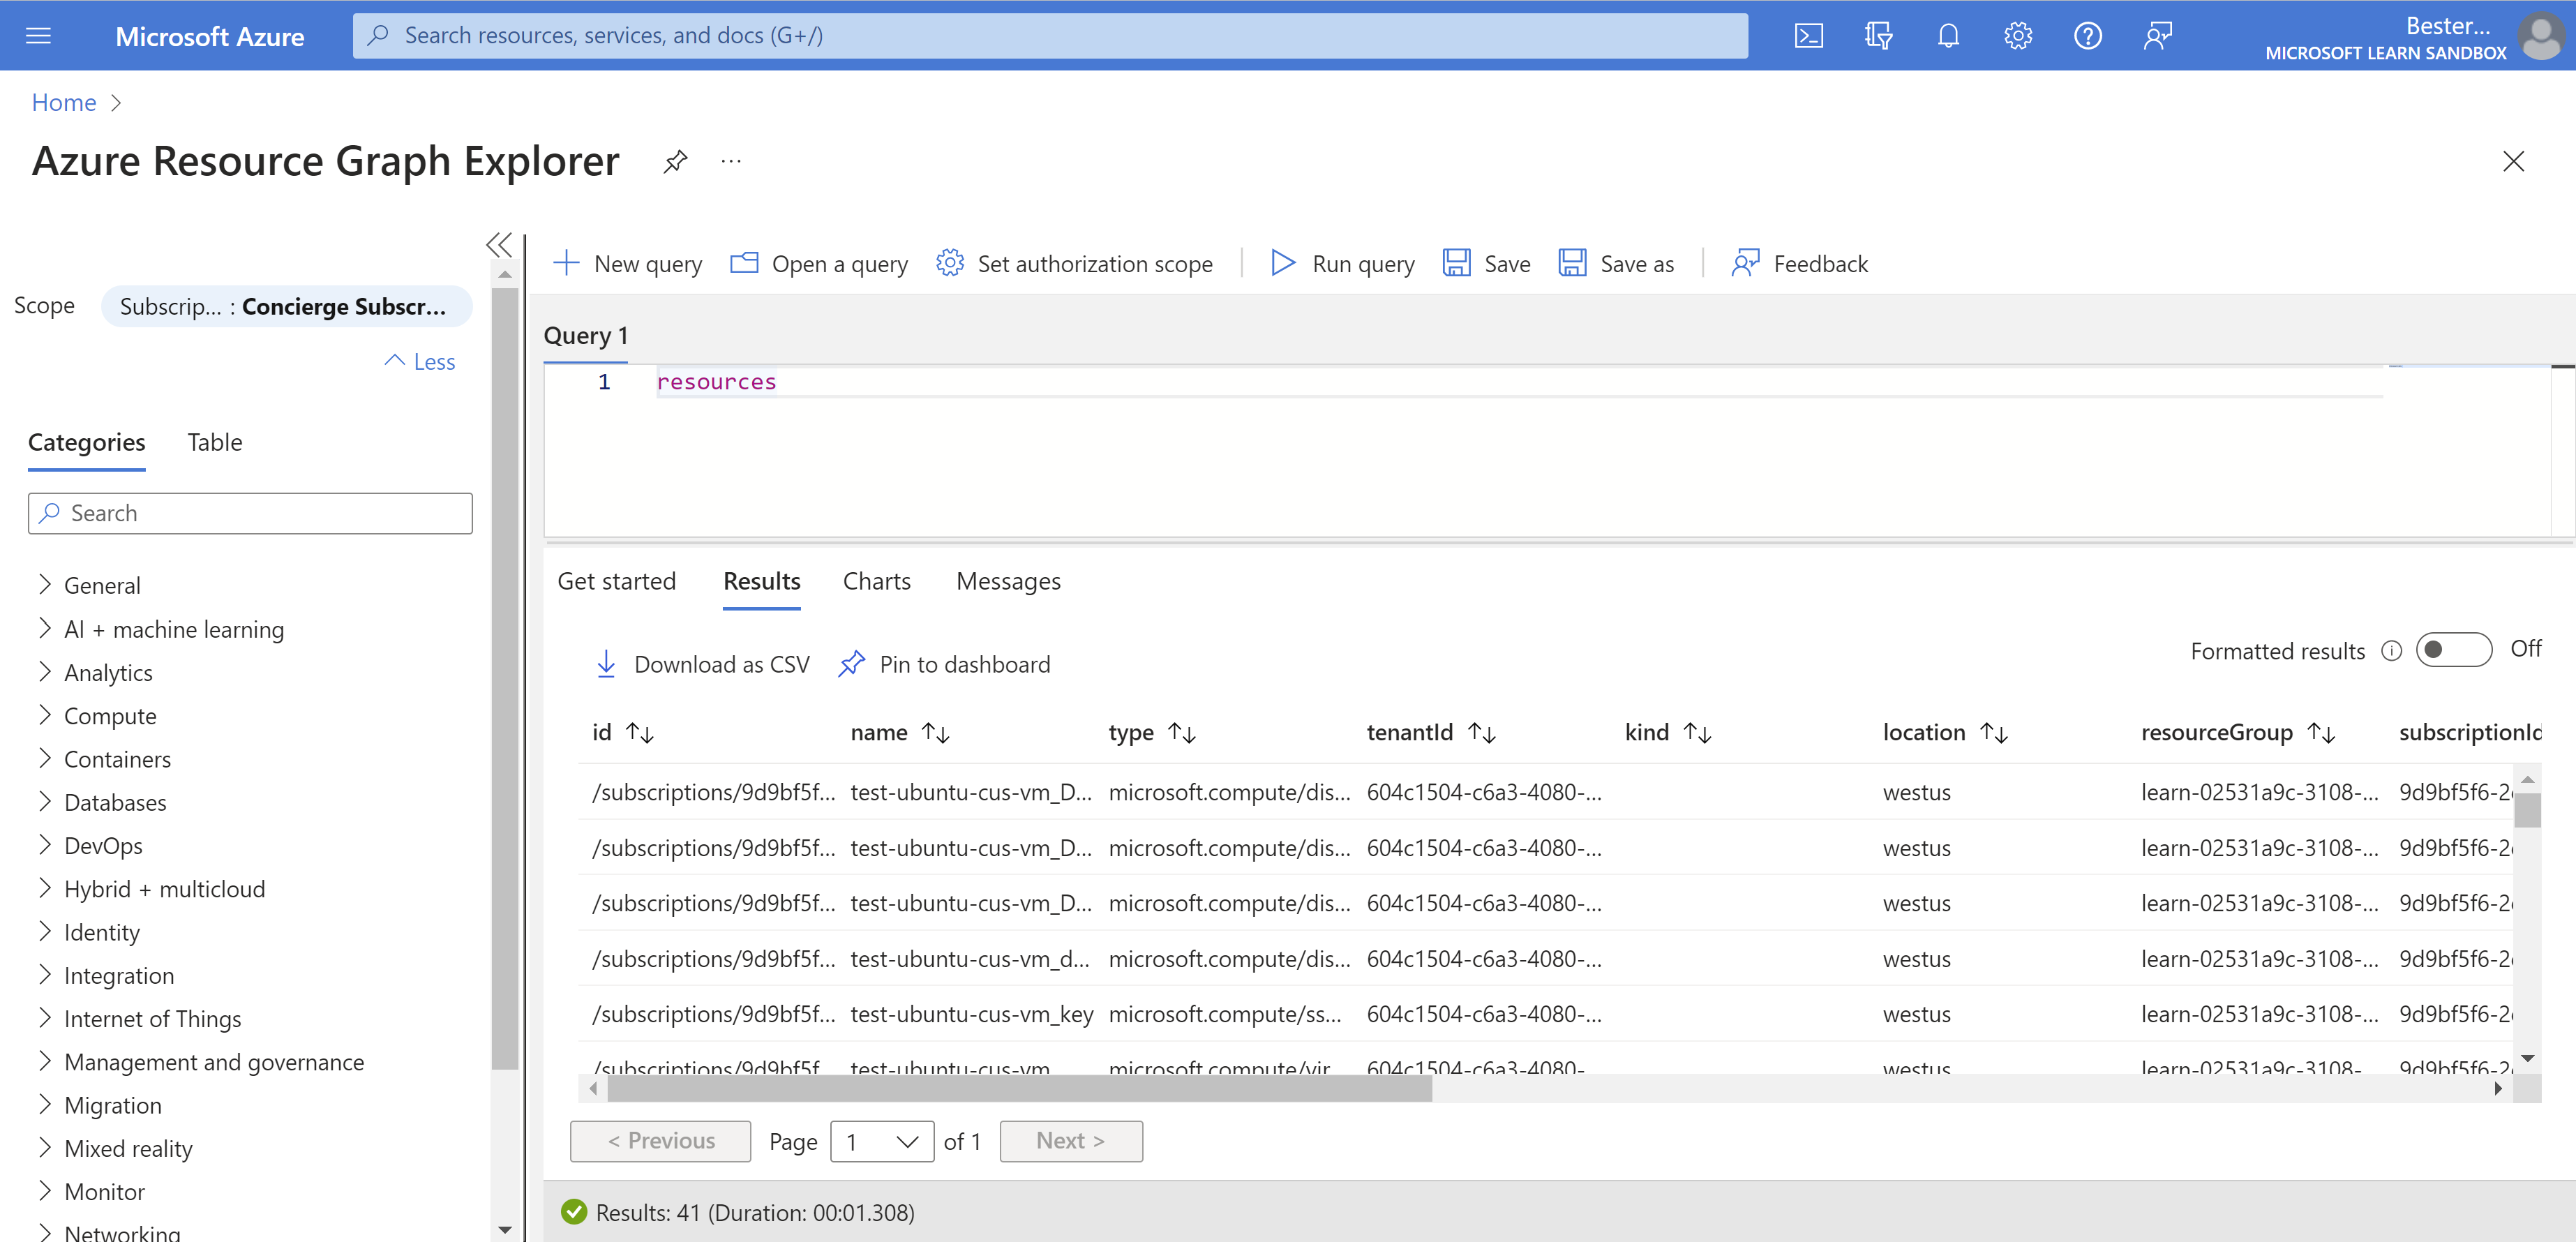 Microsoft Azure
Search resources, services, and docs (G+/)
Bester...
MICROSOFT LEARN SANDBOX
Home
Azure Resource Graph Explorer
...
Scope
Subscrip... : Concierge Subscr...
Less
Categories Table
Search
General
AI + machine learning
Analytics
Compute
Containers
Databases
DevOps
Hybrid + multicloud
Identity
Integration
Internet of Things
Management and governance
Migration
Mixed reality
Monitor
Networking
New query Open a query Set authorization scope Run query Save Save as Feedback
Query 1
1 resources
Get started Results Charts Messages
Download as CSV Pin to dashboard
Formatted results Off
id name type tenantId kind location resourceGroup subscriptionId
/subscriptions/9d9bf5f... test-ubuntu-cus-vm_D... microsoft.compute/dis... 604c1504-c6a3-4080-... westus learn-02531a9c-3108-... 9d9bf5f6-2
/subscriptions/9d9bf5f... test-ubuntu-cus-vm_D... microsoft.compute/dis... 604c1504-c6a3-4080-... westus learn-02531a9c-3108-... 9d9bf5f6-2
/subscriptions/9d9bf5f... test-ubuntu-cus-vm_D... microsoft.compute/dis... 604c1504-c6a3-4080-... westus learn-02531a9c-3108-... 9d9bf5f6-2
/subscriptions/9d9bf5f... test-ubuntu-cus-vm_d... microsoft.compute/dis... 604c1504-c6a3-4080-... westus learn-02531a9c-3108-... 9d9bf5f6-2
/subscriptions/9d9bf5f... test-ubuntu-cus-vm_key microsoft.compute/ss... 604c1504-c6a3-4080-... westus learn-02531a9c-3108-... 9d9bf5f6-2
/subscriptions/9d9bf5f test-ubuntu-cus-vm microsoft.compute/vir 604c1504-c6a3-4080- westus learn-02531a9c-3108- 9d9bf5f6-2
< Previous Page 1 of 1 Next >
Results: 41 (Duration: 00:01.308)